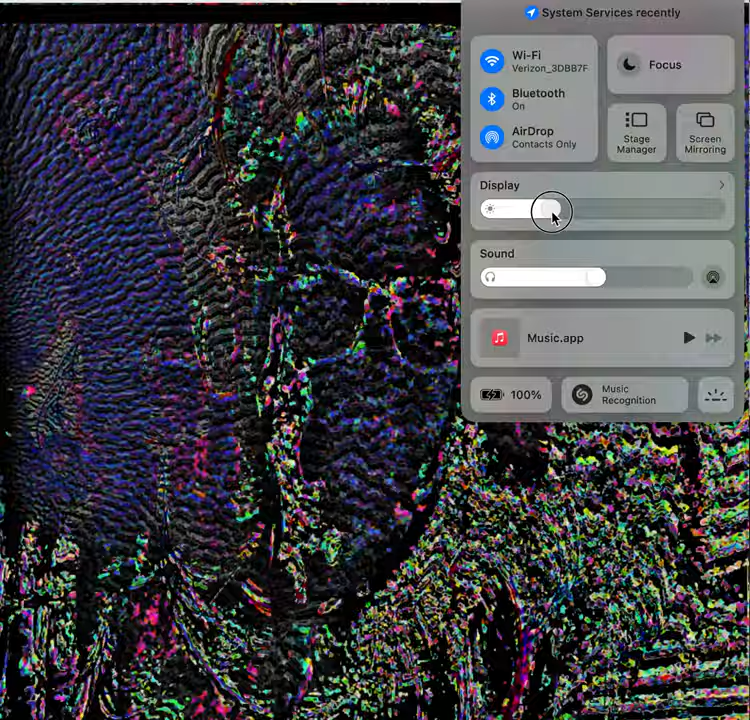 System Services recently
Wi-Fi
Verizon_3DBB7F
Focus
Bluetooth
On
AirDrop
Contacts Only
Stage
Manager
Screen
Mirroring
Display
Sound
Music.app
100%
Music
Recognition